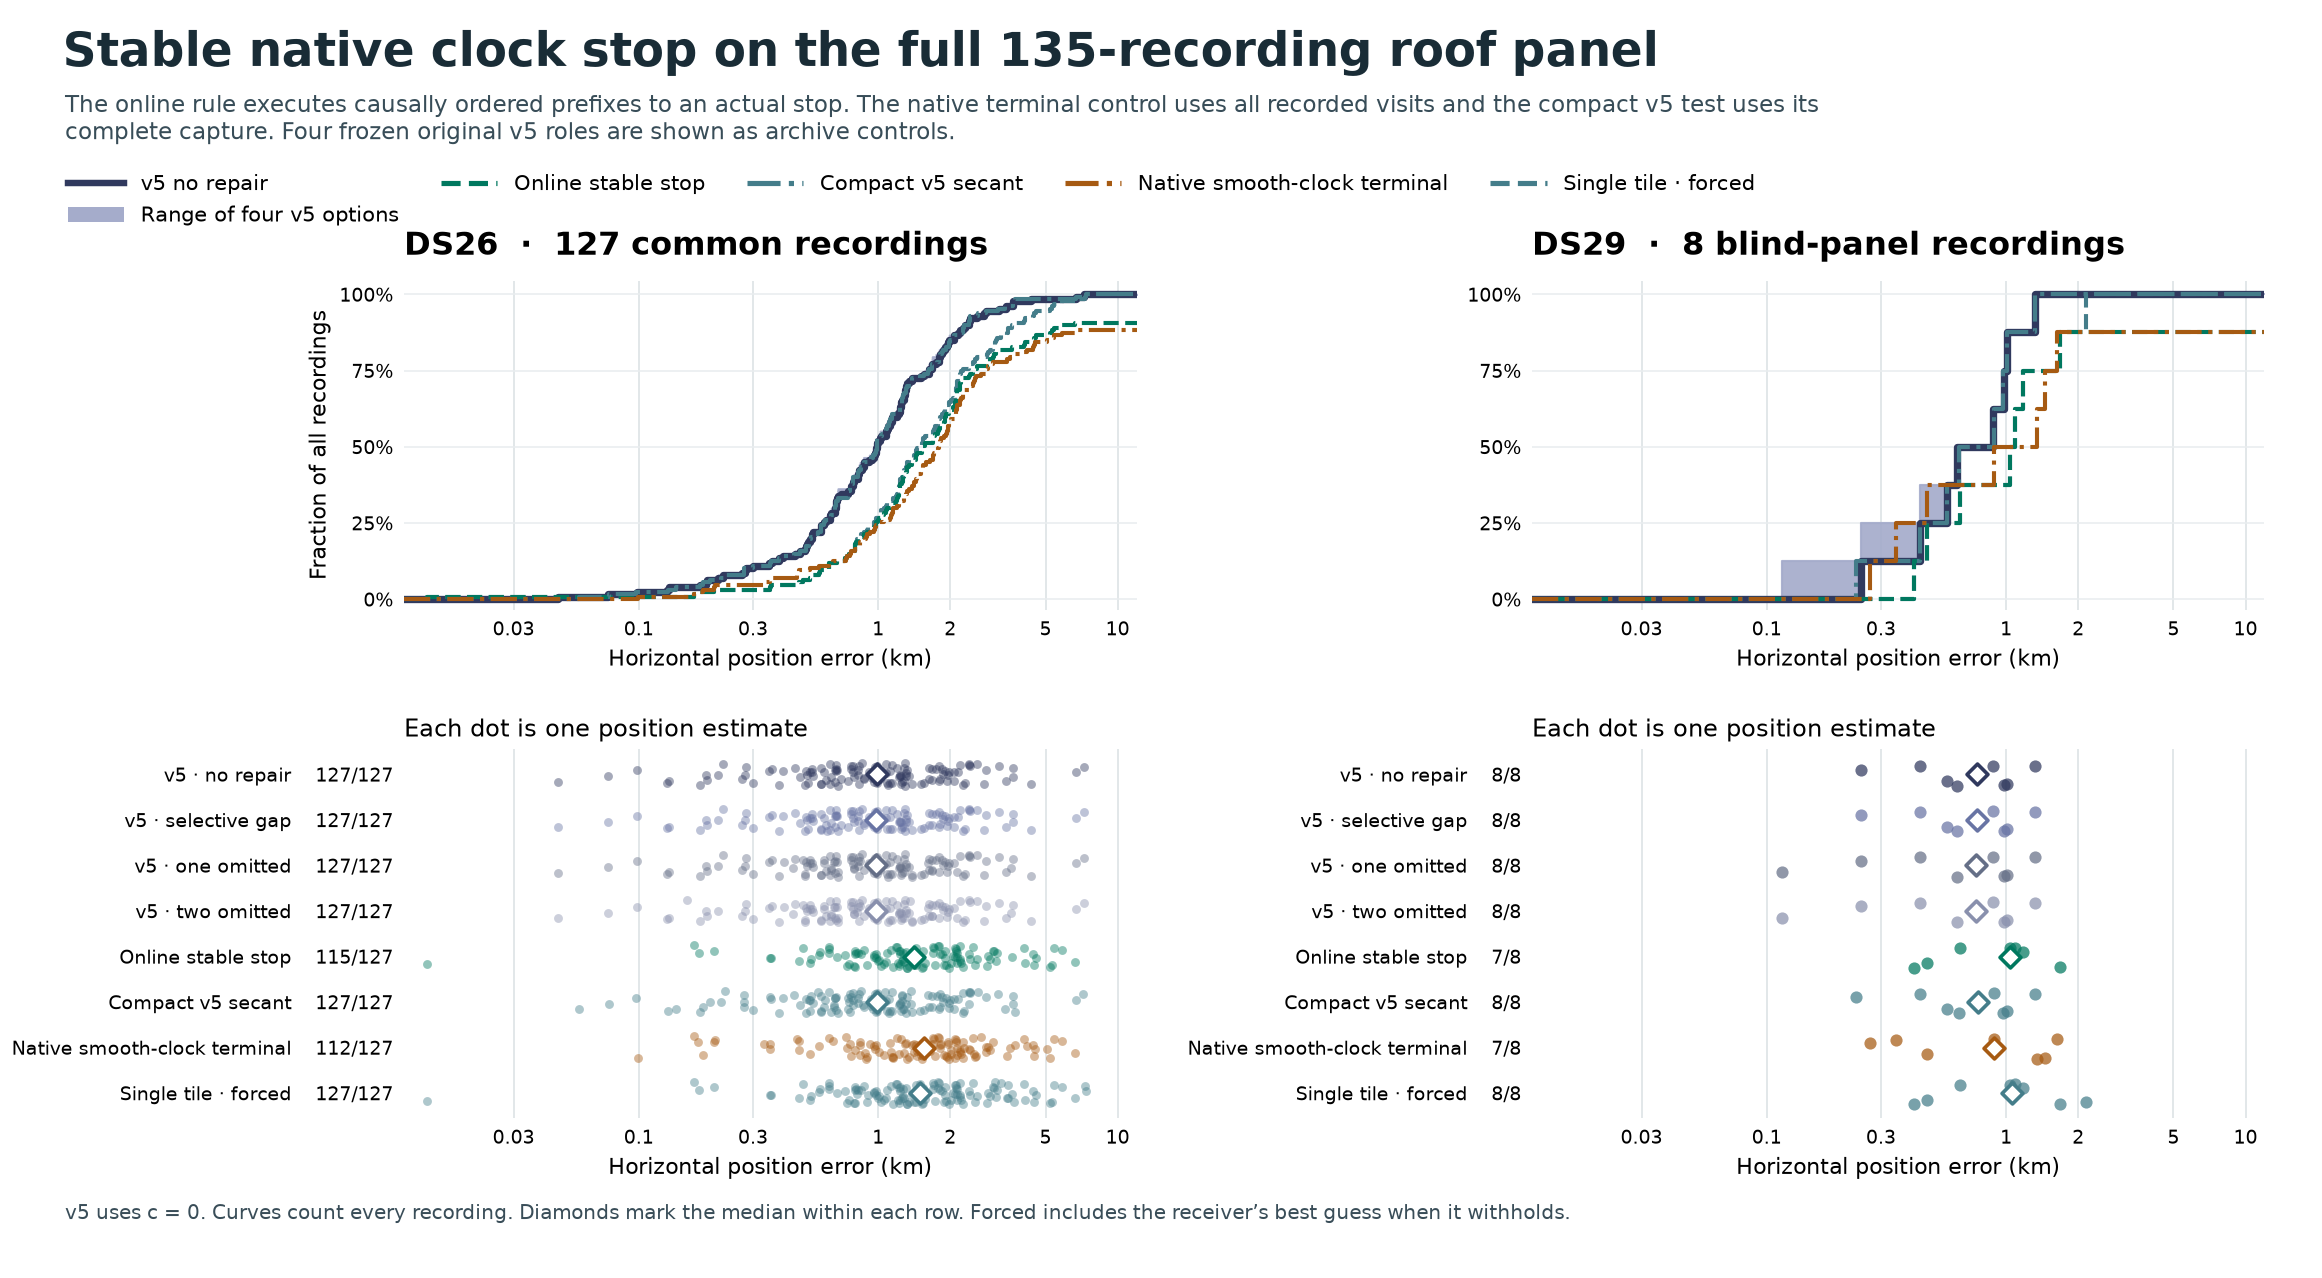 Stable native clock stop on the full 135-recording roof panel
The online rule executes causally ordered prefixes to an actual stop. The native terminal control uses all recorded visits and the compact v5 test uses its
complete capture. Four frozen original v5 roles are shown as archive controls.
v5 no repair
Online stable stop
Compact v5 secant
Native smooth-clock terminal
Single tile · forced
Range of four v5 options
DS26 · 127 common recordings
100%
75%
50%
25%
0%
Fraction of all recordings
0.03 0.1 0.3 1 2 5 10
Horizontal position error (km)
DS29 · 8 blind-panel recordings
100%
75%
50%
25%
0%
0.03 0.1 0.3 1 2 5 10
Horizontal position error (km)
Each dot is one position estimate
v5 · no repair 127/127
v5 · selective gap 127/127
v5 · one omitted 127/127
v5 · two omitted 127/127
Online stable stop 115/127
Compact v5 secant 127/127
Native smooth-clock terminal 112/127
Single tile · forced 127/127
0.03 0.1 0.3 1 2 5 10
Horizontal position error (km)
Each dot is one position estimate
v5 · no repair 8/8
v5 · selective gap 8/8
v5 · one omitted 8/8
v5 · two omitted 8/8
Online stable stop 7/8
Compact v5 secant 8/8
Native smooth-clock terminal 7/8
Single tile · forced 8/8
0.03 0.1 0.3 1 2 5 10
Horizontal position error (km)
v5 uses c = 0. Curves count every recording. Diamonds mark the median within each row. Forced includes the receiver’s best guess when it withholds.